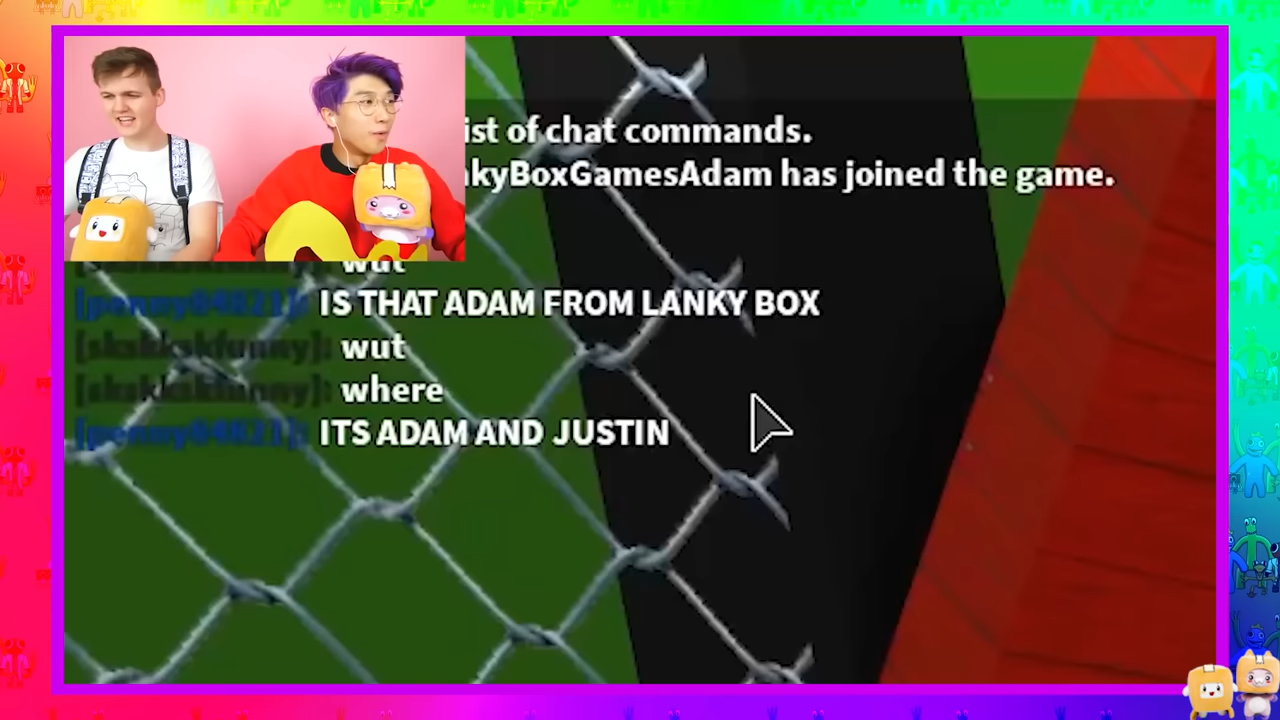 ist of chat commands.
nkyBoxGamesAdam has joined the game.
wut
IS THAT ADAM FROM LANKY BOX
wut
where
ITS ADAM AND JUSTIN